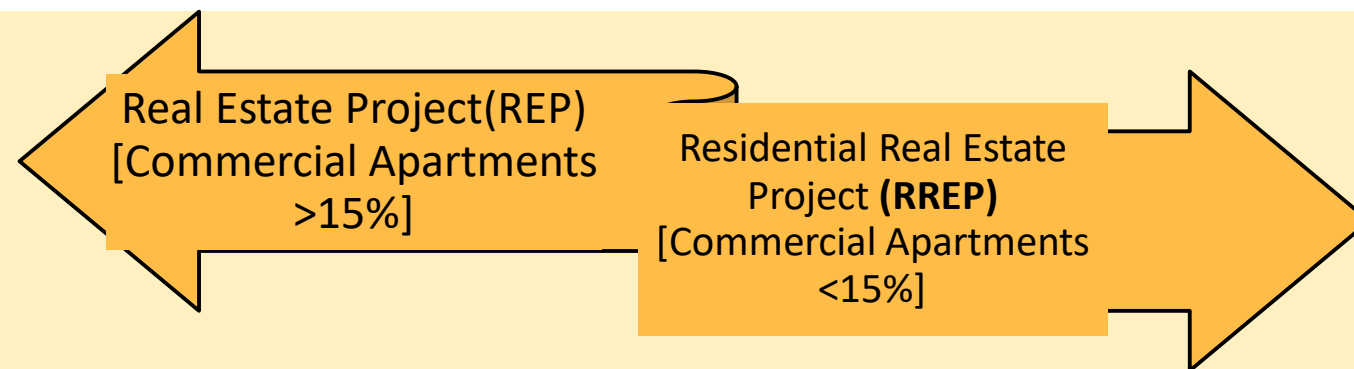 Real Estate Project(REP)
[Commercial Apartments
>15%]
Residential Real Estate
Project (RREP)
[Commercial Apartments
<15%]